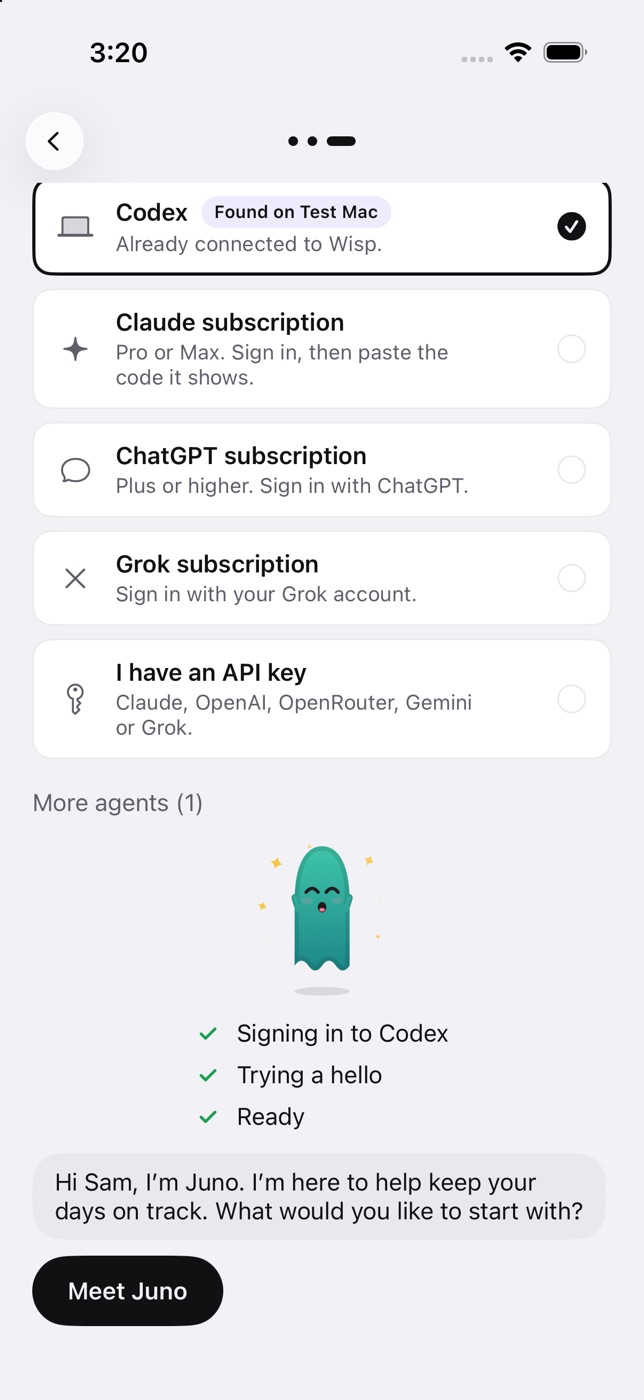 3:20
Codex Found on Test Mac
Already connected to Wisp.
Claude subscription
Pro or Max. Sign in, then paste the
code it shows.
ChatGPT subscription
Plus or higher. Sign in with ChatGPT.
Grok subscription
Sign in with your Grok account.
I have an API key
Claude, OpenAI, OpenRouter, Gemini
or Grok.
More agents (1)
Signing in to Codex
Trying a hello
Ready
Hi Sam, I’m Juno. I’m here to help keep your
days on track. What would you like to start with?
Meet Juno